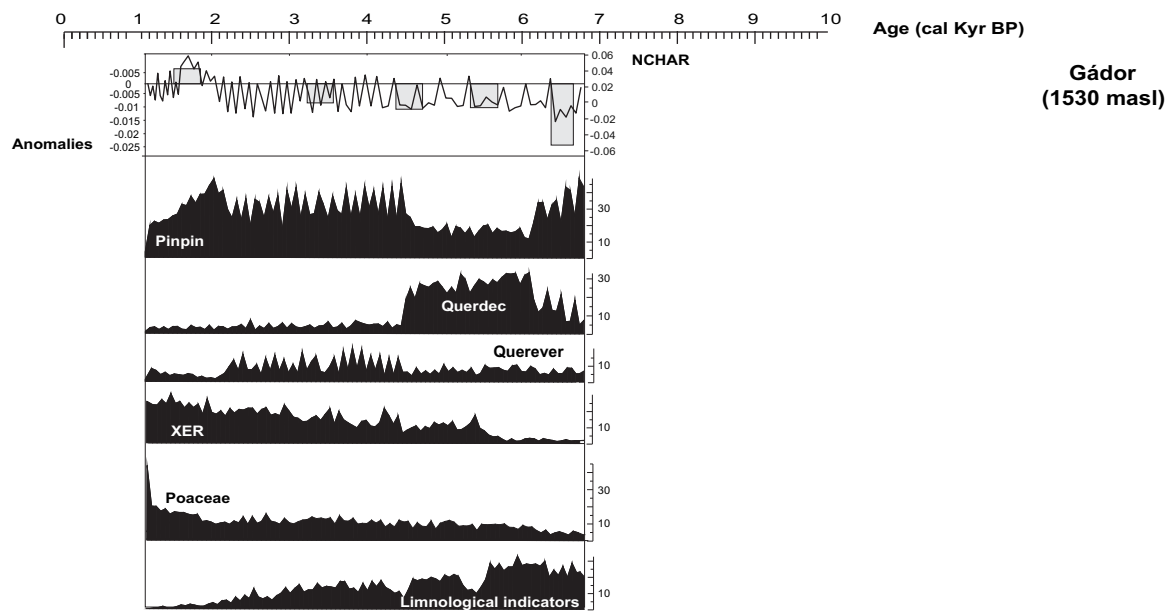 0 1 2 3 4 5 6 7 8 9 10
Age (cal Kyr BP)
NCHAR
Gádor
(1530 masl)
Anomalies
-0.005
0
-0.005
-0.01
-0.015
-0.02
-0.025
0.06
0.04
0.02
0
-0.02
-0.04
-0.06
Pinpin
30
10
Querdec
30
10
Querever
10
XER
10
Poaceae
30
10
Limnological indicators
10